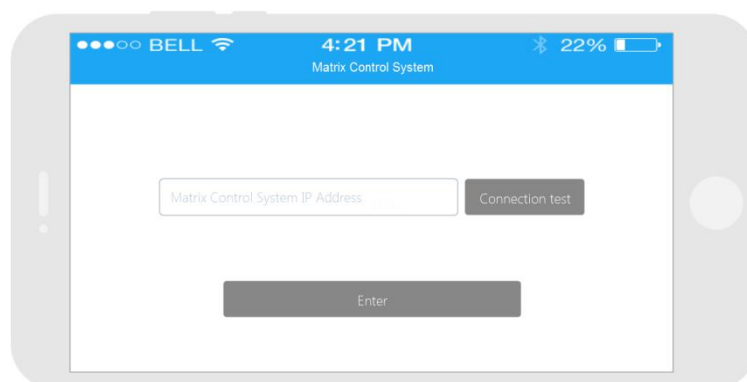 BELL 4:21 PM 22%
Matrix Control System
Matrix Control System IP Address Connection test
Enter